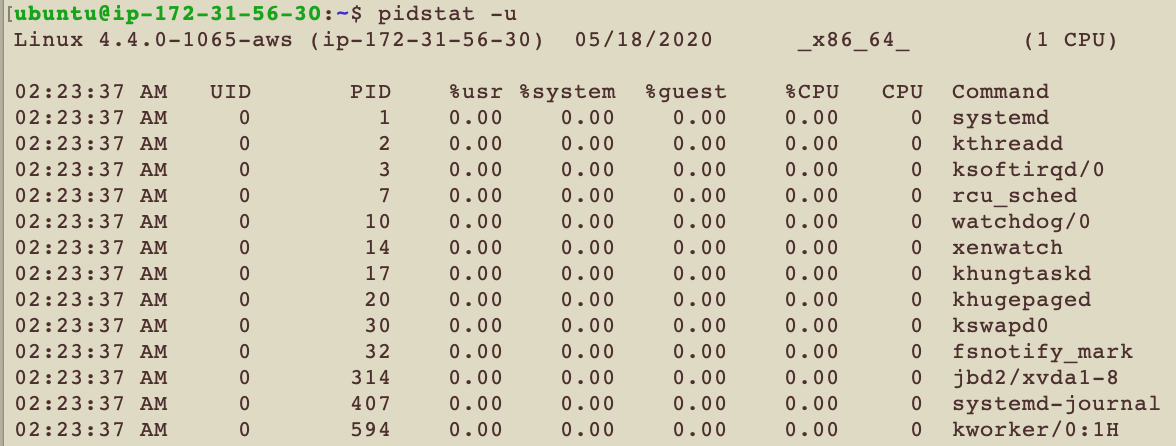 [ubuntu@ip-172-31-56-30:~$ pidstat -u
Linux 4.4.0-1065-aws (ip-172-31-56-30) 05/18/2020 _x86_64_ (1 CPU)
02:23:37 AM UID PID %usr %system %guest %CPU CPU Command
02:23:37 AM 0 1 0.00 0.00 0.00 0.00 0 systemd
02:23:37 AM 0 2 0.00 0.00 0.00 0.00 0 kthreadd
02:23:37 AM 0 3 0.00 0.00 0.00 0.00 0 ksoftirqd/0
02:23:37 AM 0 7 0.00 0.00 0.00 0.00 0 rcu_sched
02:23:37 AM 0 10 0.00 0.00 0.00 0.00 0 watchdog/0
02:23:37 AM 0 14 0.00 0.00 0.00 0.00 0 xenwatch
02:23:37 AM 0 17 0.00 0.00 0.00 0.00 0 khungtaskd
02:23:37 AM 0 20 0.00 0.00 0.00 0.00 0 khugepaged
02:23:37 AM 0 30 0.00 0.00 0.00 0.00 0 kswapd0
02:23:37 AM 0 32 0.00 0.00 0.00 0.00 0 fsnotify_mark
02:23:37 AM 0 314 0.00 0.00 0.00 0.00 0 jbd2/xvda1-8
02:23:37 AM 0 407 0.00 0.00 0.00 0.00 0 systemd-journal
02:23:37 AM 0 594 0.00 0.00 0.00 0.00 0 kworker/0:1H